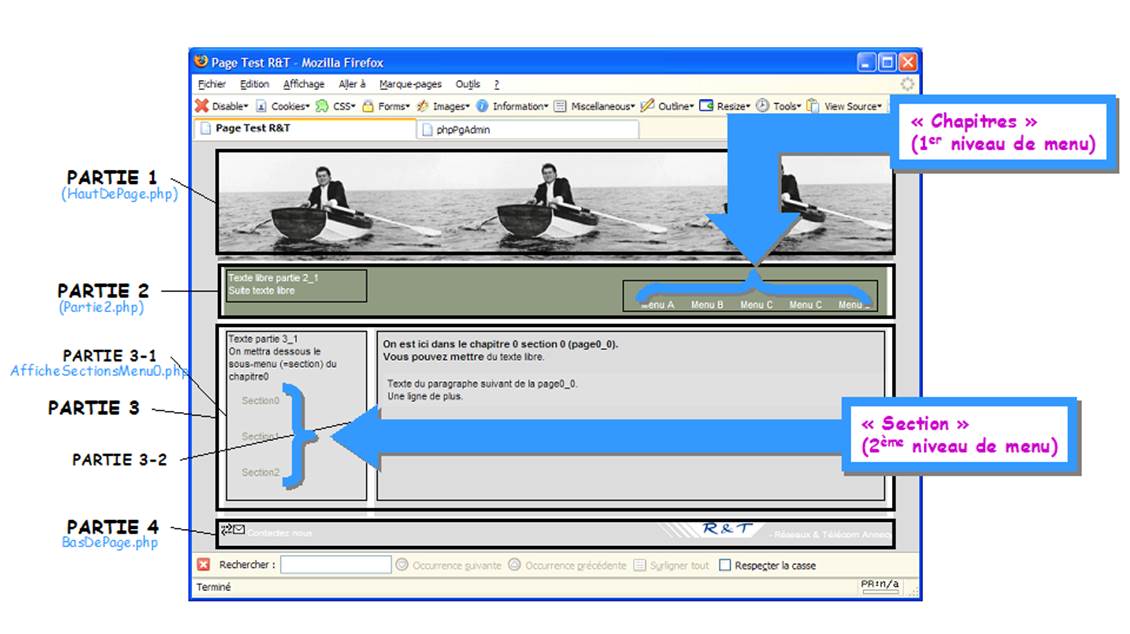 Page Test R&T - Mozilla Firefox
Fichier Edition Affichage Aller à Marque-pages Outils ?
Disable Cookies CSS Forms Images Information Miscellaneous Outline Resize Tools View Source
Page Test R&T phpPgAdmin
« Chapitres »
(1er niveau de menu)
PARTIE 1
(HautDePage.php)
PARTIE 2
(Partie2.php)
Texte libre partie 2_1
Suite texte libre
Menu A Menu B Menu C Menu C Menu
PARTIE 3-1
AfficheSectionsMenu0.php
PARTIE 3
PARTIE 3-2
Texte partie 3_1
On mettra dessous le
sous-menu (=section) du
chapitre0
Section0
Section1
Section2
On est ici dans le chapitre 0 section 0 (page0_0).
Vous pouvez mettre du texte libre.
Texte du paragraphe suivant de la page0_0.
Une ligne de plus.
« Section »
(2ème niveau de menu)
PARTIE 4
BasDePage.php
Contactez nous
R&T
- Réseaux & Télécom Annecy
Rechercher : Occurrence suivante Occurrence précédente Surligner tout Respecter la casse
Terminé
PR:n/a